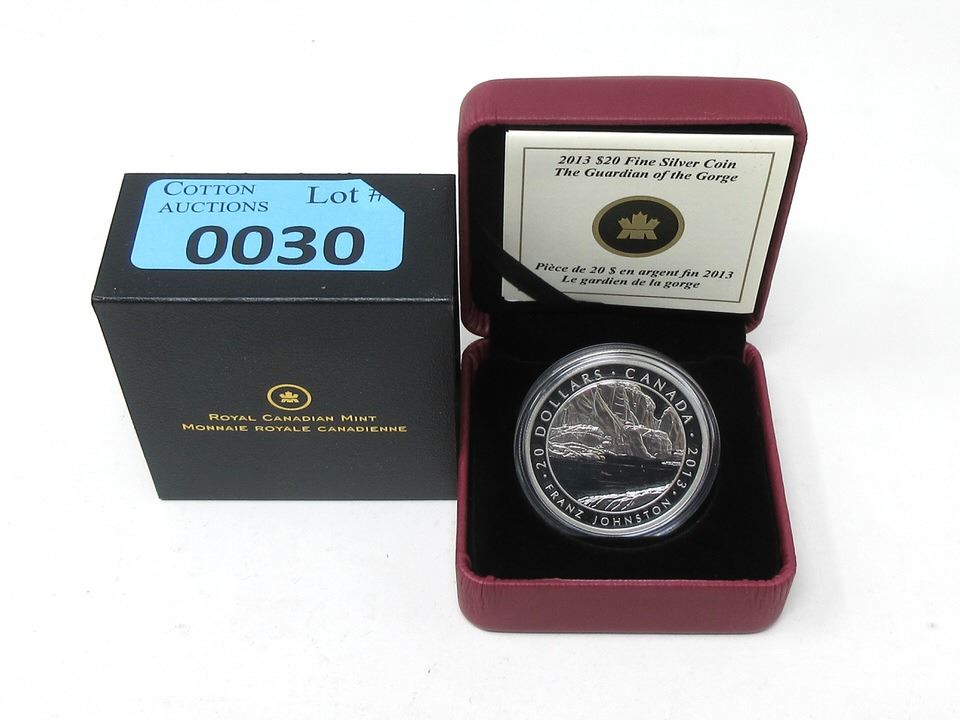 COTTON
AUCTIONS
Lot #
0030
ROYAL CANADIAN MINT
MONNAIE ROYALE CANADIENNE
2013 $20 Fine Silver Coin
The Guardian of the Gorge
Pièce de 20 $ en argent fin 2013
Le gardien de la gorge
20 DOLLARS · CANADA · 2013 ·
FRANZ JOHNSTON ·